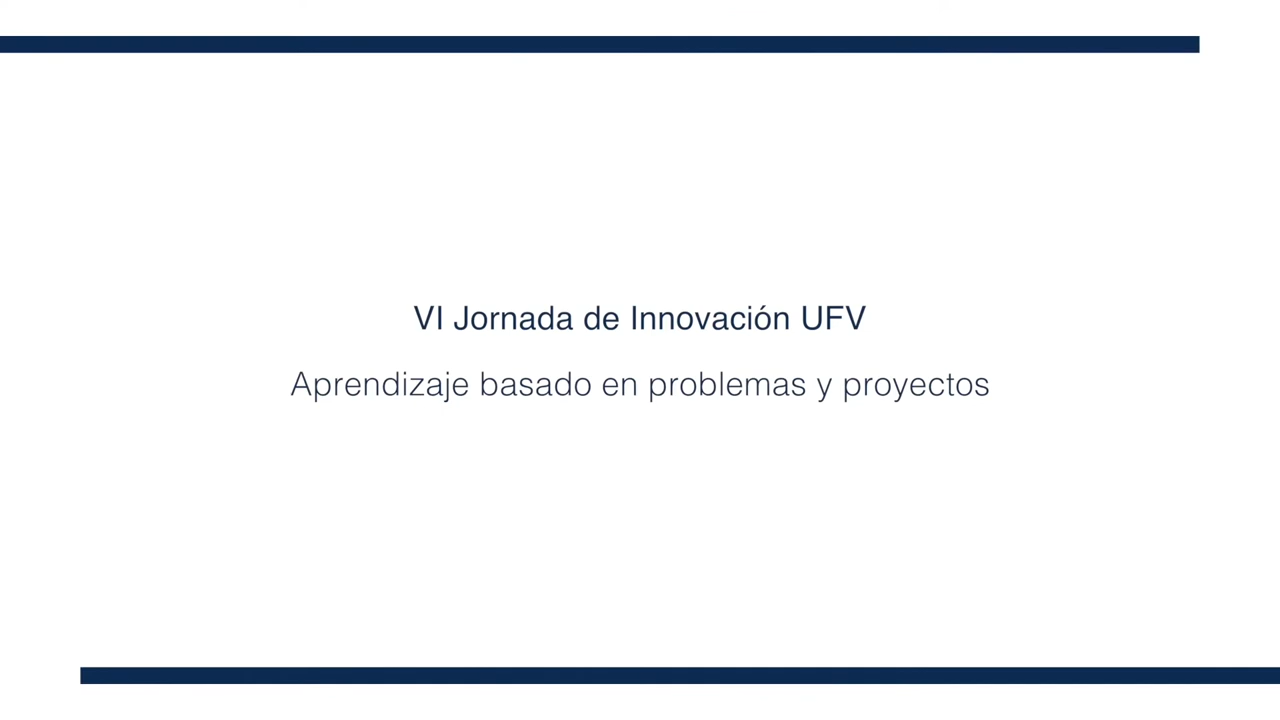 VI Jornada de Innovación UFV
Aprendizaje basado en problemas y proyectos